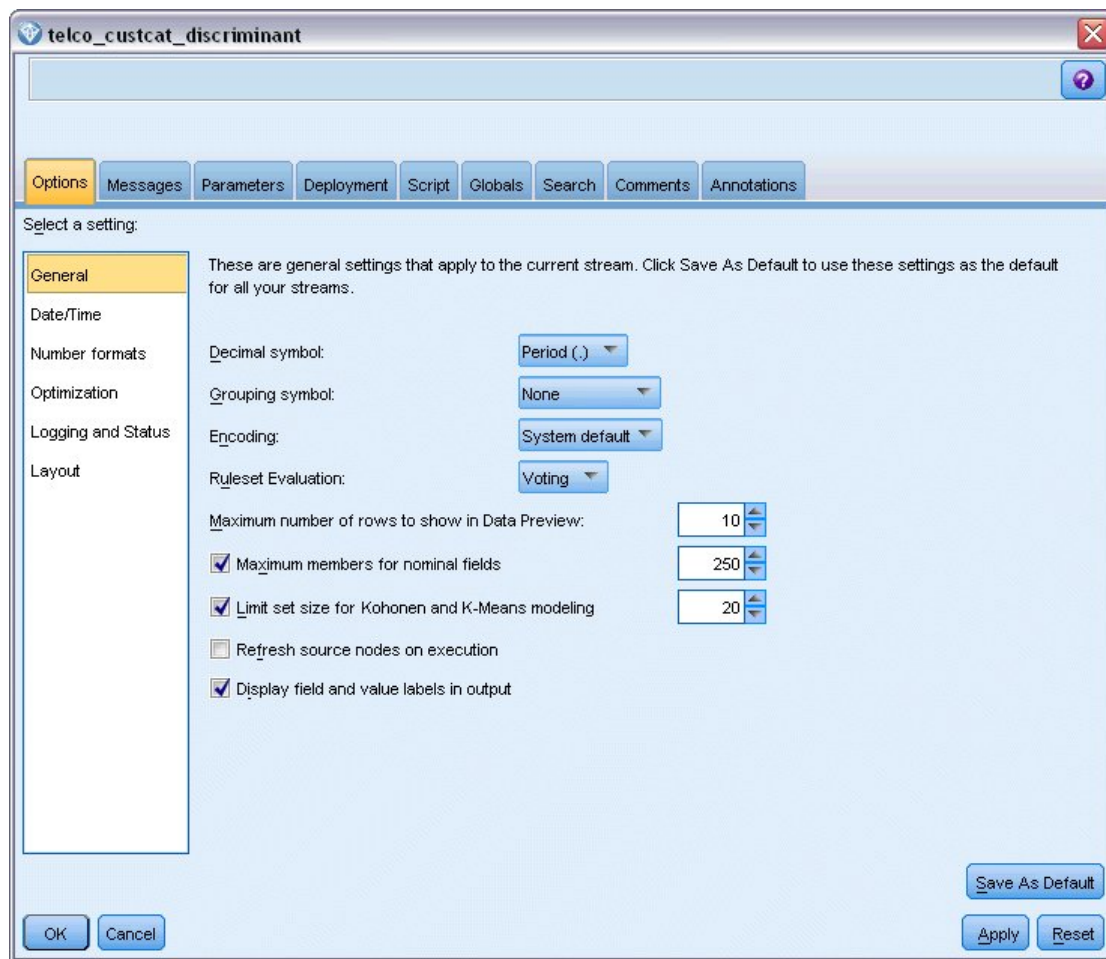 telco_custcat_discriminant
Options Messages Parameters Deployment Script Globals Search Comments Annotations
Select a setting:
General
Date/Time
Number formats
Optimization
Logging and Status
Layout
These are general settings that apply to the current stream. Click Save As Default to use these settings as the default
for all your streams.
Decimal symbol: Period (.)
Grouping symbol: None
Encoding: System default
Ruleset Evaluation: Voting
Maximum number of rows to show in Data Preview: 10
Maximum members for nominal fields 250
Limit set size for Kohonen and K-Means modeling 20
Refresh source nodes on execution
Display field and value labels in output
Save As Default
OK Cancel Apply Reset